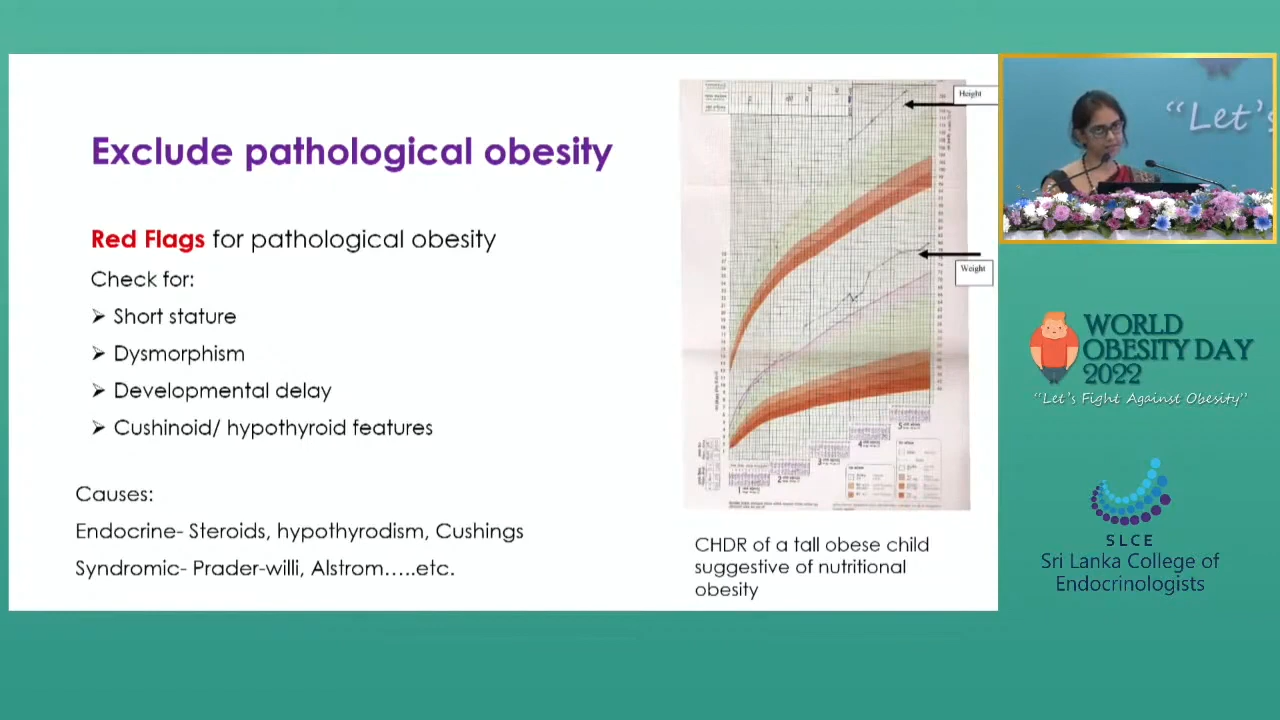 Exclude pathological obesity
Red Flags for pathological obesity
Check for:
Short stature
Dysmorphism
Developmental delay
Cushinoid/ hypothyroid features
Causes:
Endocrine- Steroids, hypothyrodism, Cushings
Syndromic- Prader-willi, Alstrom.....etc.
Height
Weight
CHDR of a tall obese child
suggestive of nutritional
obesity
"Let's
WORLD
OBESITY DAY
2022
"Let's Fight Against Obesity"
SLCE
Sri Lanka College of
Endocrinologists